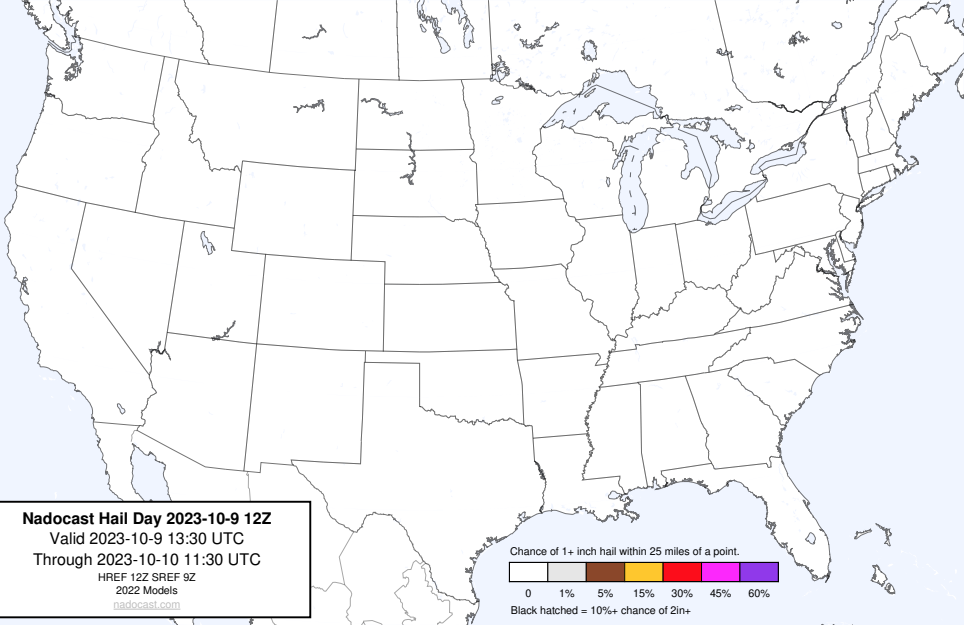 Nadocast Hail Day 2023-10-9 12Z
Valid 2023-10-9 13:30 UTC
Through 2023-10-10 11:30 UTC
HREF 12Z SREF 9Z
2022 Models
nadocast.com
Chance of 1+ inch hail within 25 miles of a point.
0 1% 5% 15% 30% 45% 60%
Black hatched = 10%+ chance of 2in+